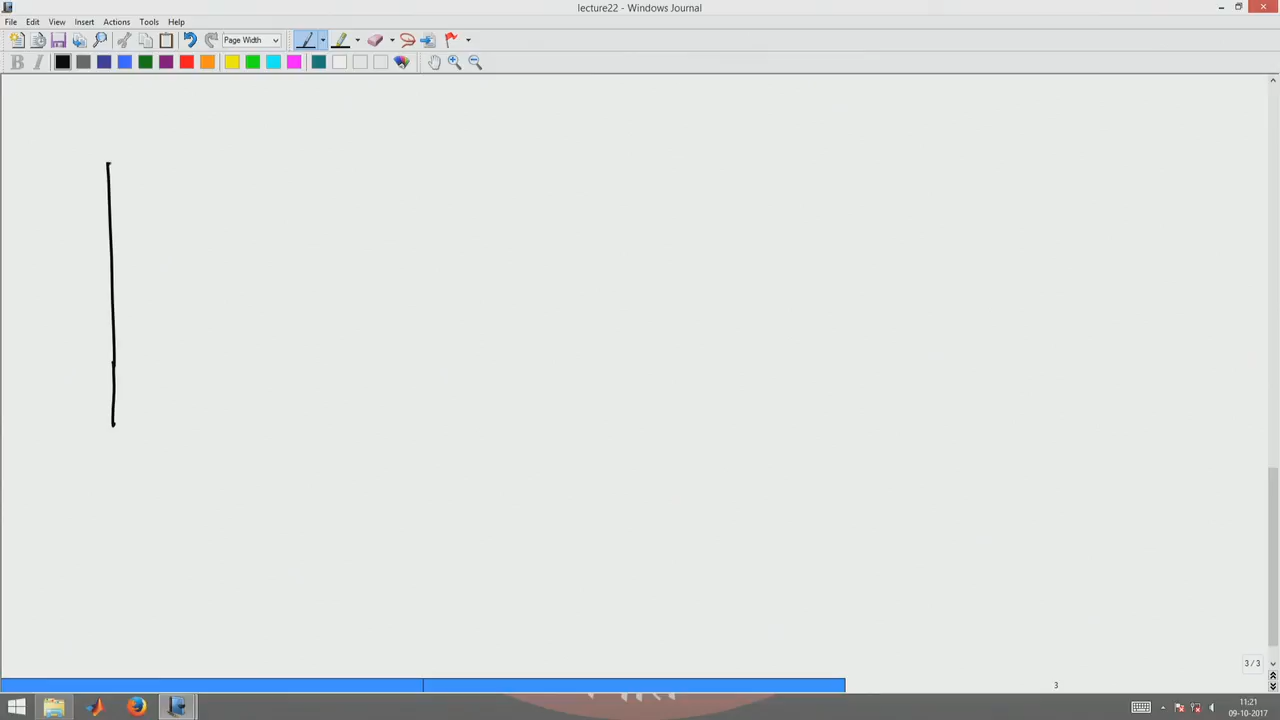 lecture22 - Windows Journal
File Edit View Insert Actions Tools Help
Page Width
B I
3 / 3
3
11:21
09-10-2017